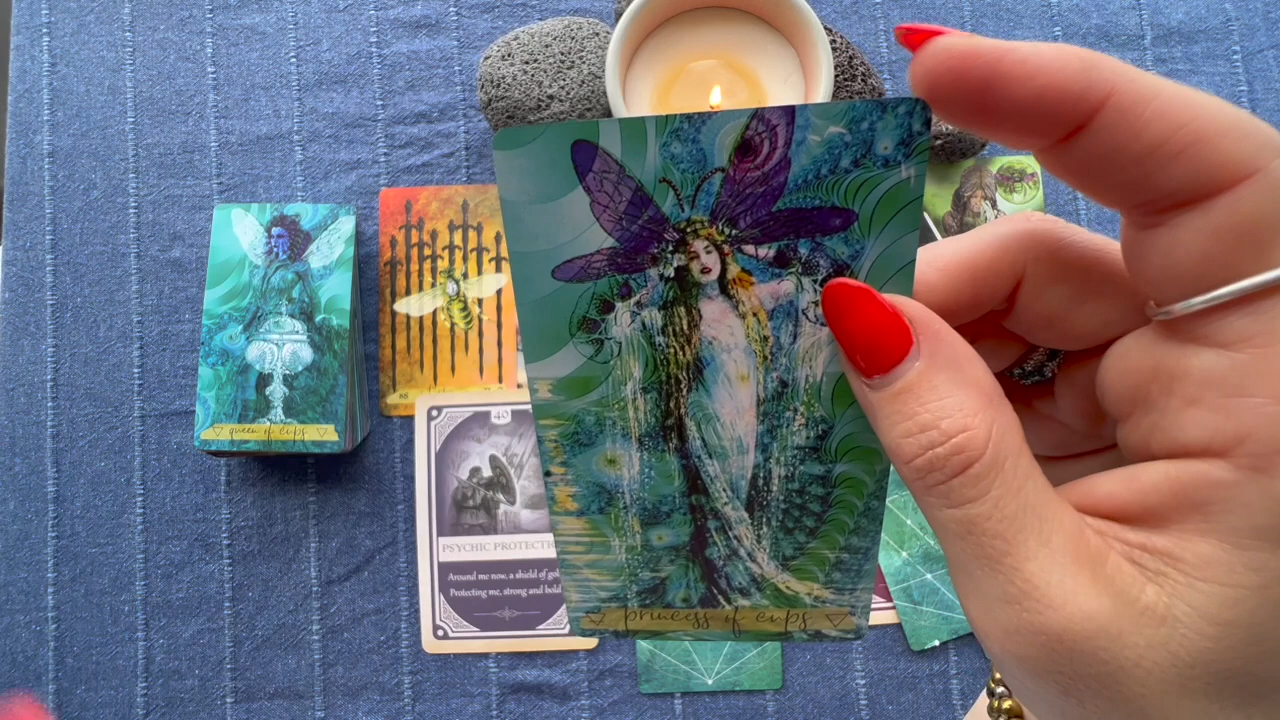 queen of cups
88
40
PSYCHIC PROTECTI
Around me now, a shield of gol
Protecting me, strong and bold
princess of cups